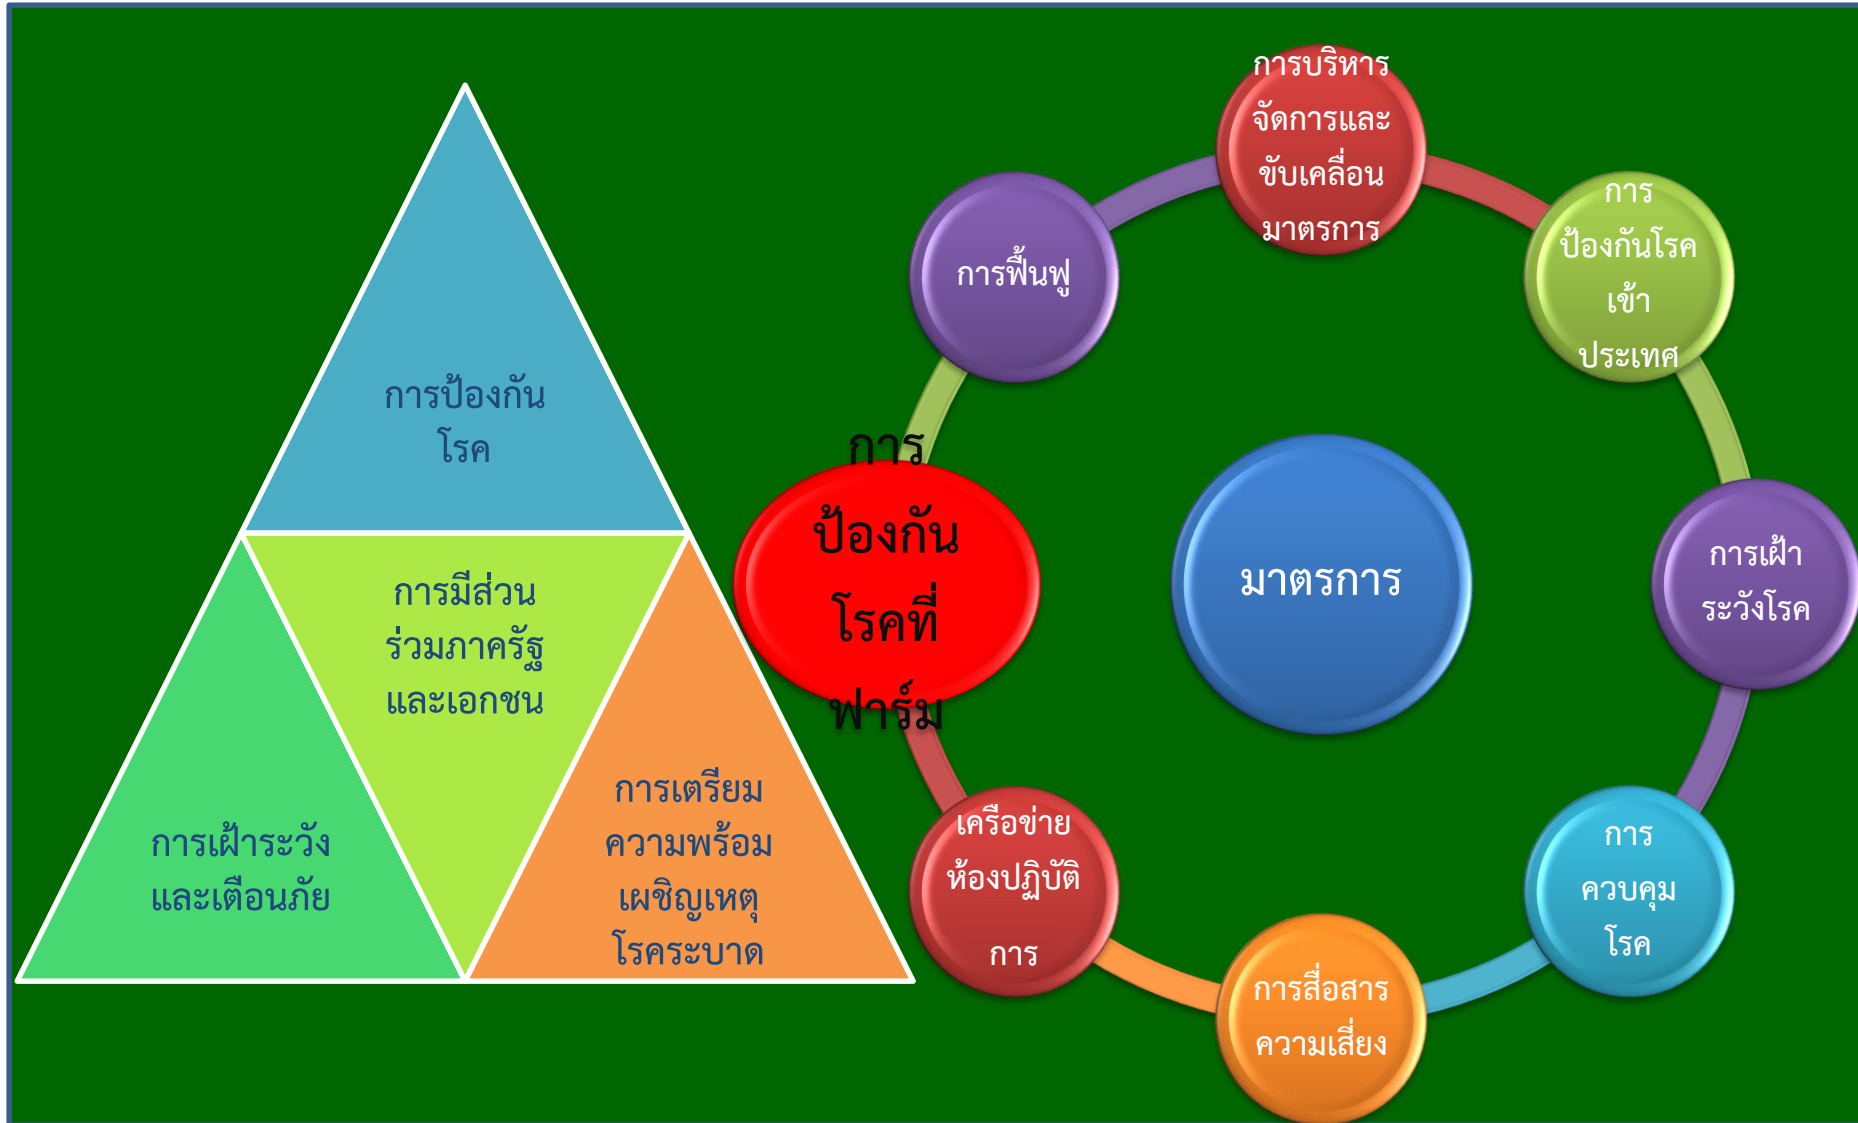 การป้องกัน
โรค
การมีส่วน
ร่วมภาครัฐ
และเอกชน
การเฝ้าระวัง
และเตือนภัย
การเตรียม
ความพร้อม
เผชิญเหตุ
โรคระบาด
มาตรการ
การบริหาร
จัดการและ
ขับเคลื่อน
มาตรการ
การ
ป้องกันโรค
เข้า
ประเทศ
การเฝ้า
ระวังโรค
การ
ควบคุม
โรค
การสื่อสาร
ความเสี่ยง
เครือข่าย
ห้องปฏิบัติ
การ
การ
ป้องกัน
โรคที่
ฟาร์ม
การฟื้นฟู